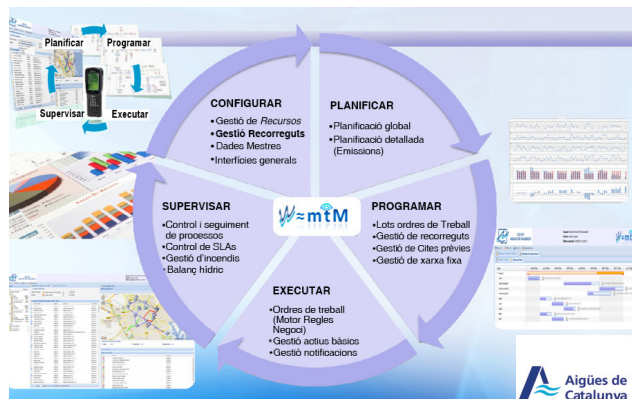 Planificar
Programar
Supervisar
Executar
CONFIGURAR
•Gestió de Recursos
•Gestió Recorreguts
•Dades Mestres
•Interfícies generals
PLANIFICAR
•Planificació global
•Planificació detallada
(Emissions)
SUPERVISAR
•Control i seguiment
de processos
•Control de SLAs
•Gestió d'incendis
•Balanç hídric
W≈mtM
PROGRAMAR
•Lots ordres de Treball
•Gestió de recorreguts
•Gestió de Cites prèvies
•Gestió de xarxa fixa
EXECUTAR
•Ordres de treball
(Motor Regles
Negoci)
•Gestió actius bàsics
•Gestió notificacions
Aigües de
Catalunya